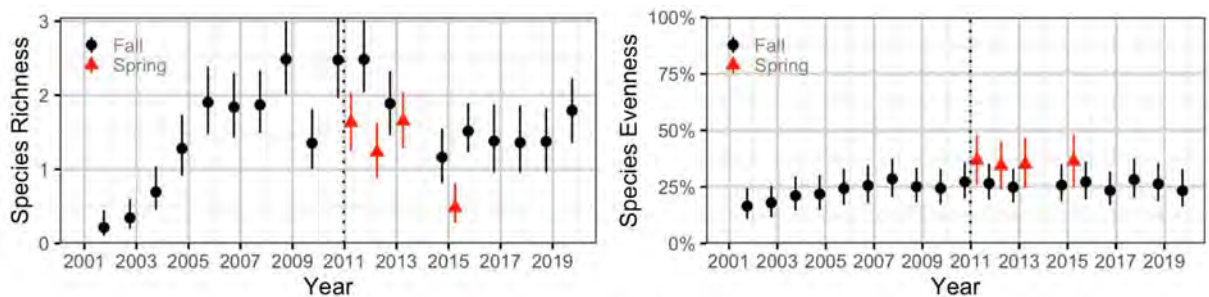 Species Richness
3
2
1
0
Fall
Spring
2001 2003 2005 2007 2009 2011 2013 2015 2017 2019
Year
Species Evenness
100%
75%
50%
25%
0%
Fall
Spring
2001 2003 2005 2007 2009 2011 2013 2015 2017 2019
Year